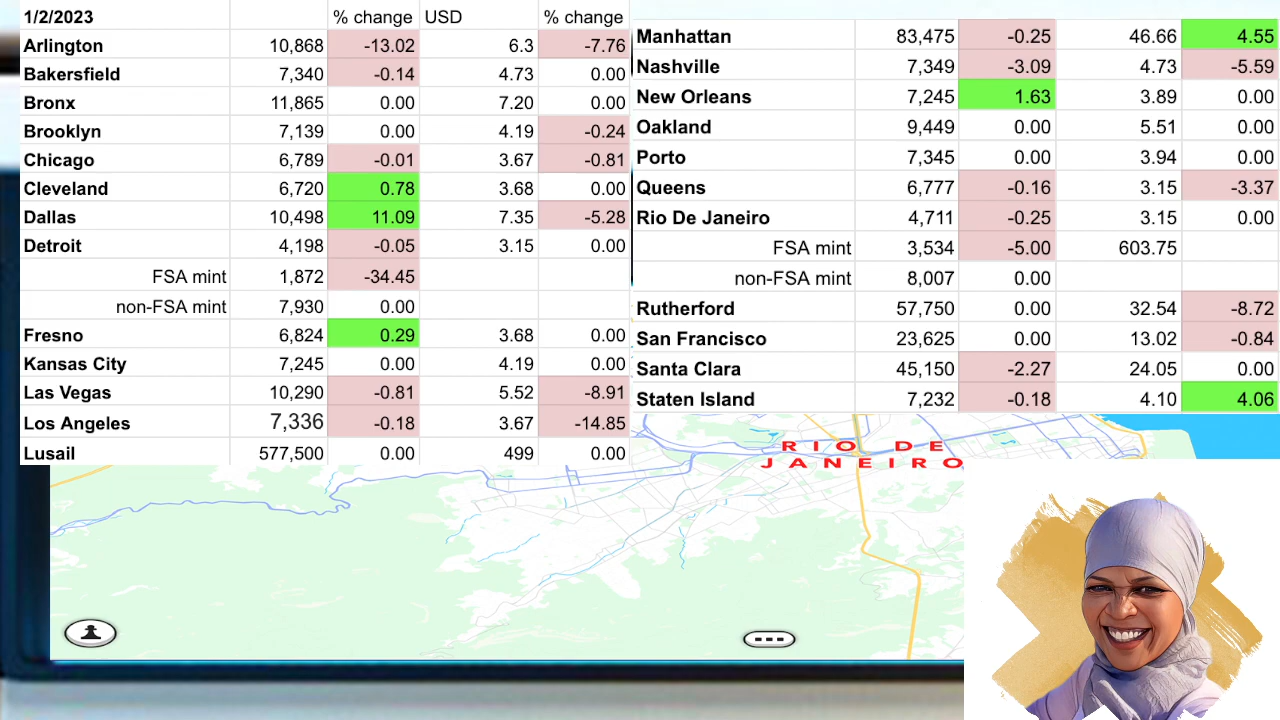 1/2/2023 % change USD % change
Arlington 10,868 -13.02 6.3 -7.76
Bakersfield 7,340 -0.14 4.73 0.00
Bronx 11,865 0.00 7.20 0.00
Brooklyn 7,139 0.00 4.19 -0.24
Chicago 6,789 -0.01 3.67 -0.81
Cleveland 6,720 0.78 3.68 0.00
Dallas 10,498 11.09 7.35 -5.28
Detroit 4,198 -0.05 3.15 0.00
FSA mint 1,872 -34.45
non-FSA mint 7,930 0.00
Fresno 6,824 0.29 3.68 0.00
Kansas City 7,245 0.00 4.19 0.00
Las Vegas 10,290 -0.81 5.52 -8.91
Los Angeles 7,336 -0.18 3.67 -14.85
Lusail 577,500 0.00 499 0.00
Manhattan 83,475 -0.25 46.66 4.55
Nashville 7,349 -3.09 4.73 -5.59
New Orleans 7,245 1.63 3.89 0.00
Oakland 9,449 0.00 5.51 0.00
Porto 7,345 0.00 3.94 0.00
Queens 6,777 -0.16 3.15 -3.37
Rio De Janeiro 4,711 -0.25 3.15 0.00
FSA mint 3,534 -5.00 603.75
non-FSA mint 8,007 0.00
Rutherford 57,750 0.00 32.54 -8.72
San Francisco 23,625 0.00 13.02 -0.84
Santa Clara 45,150 -2.27 24.05 0.00
Staten Island 7,232 -0.18 4.10 4.06
RIO DE
JANEIRO